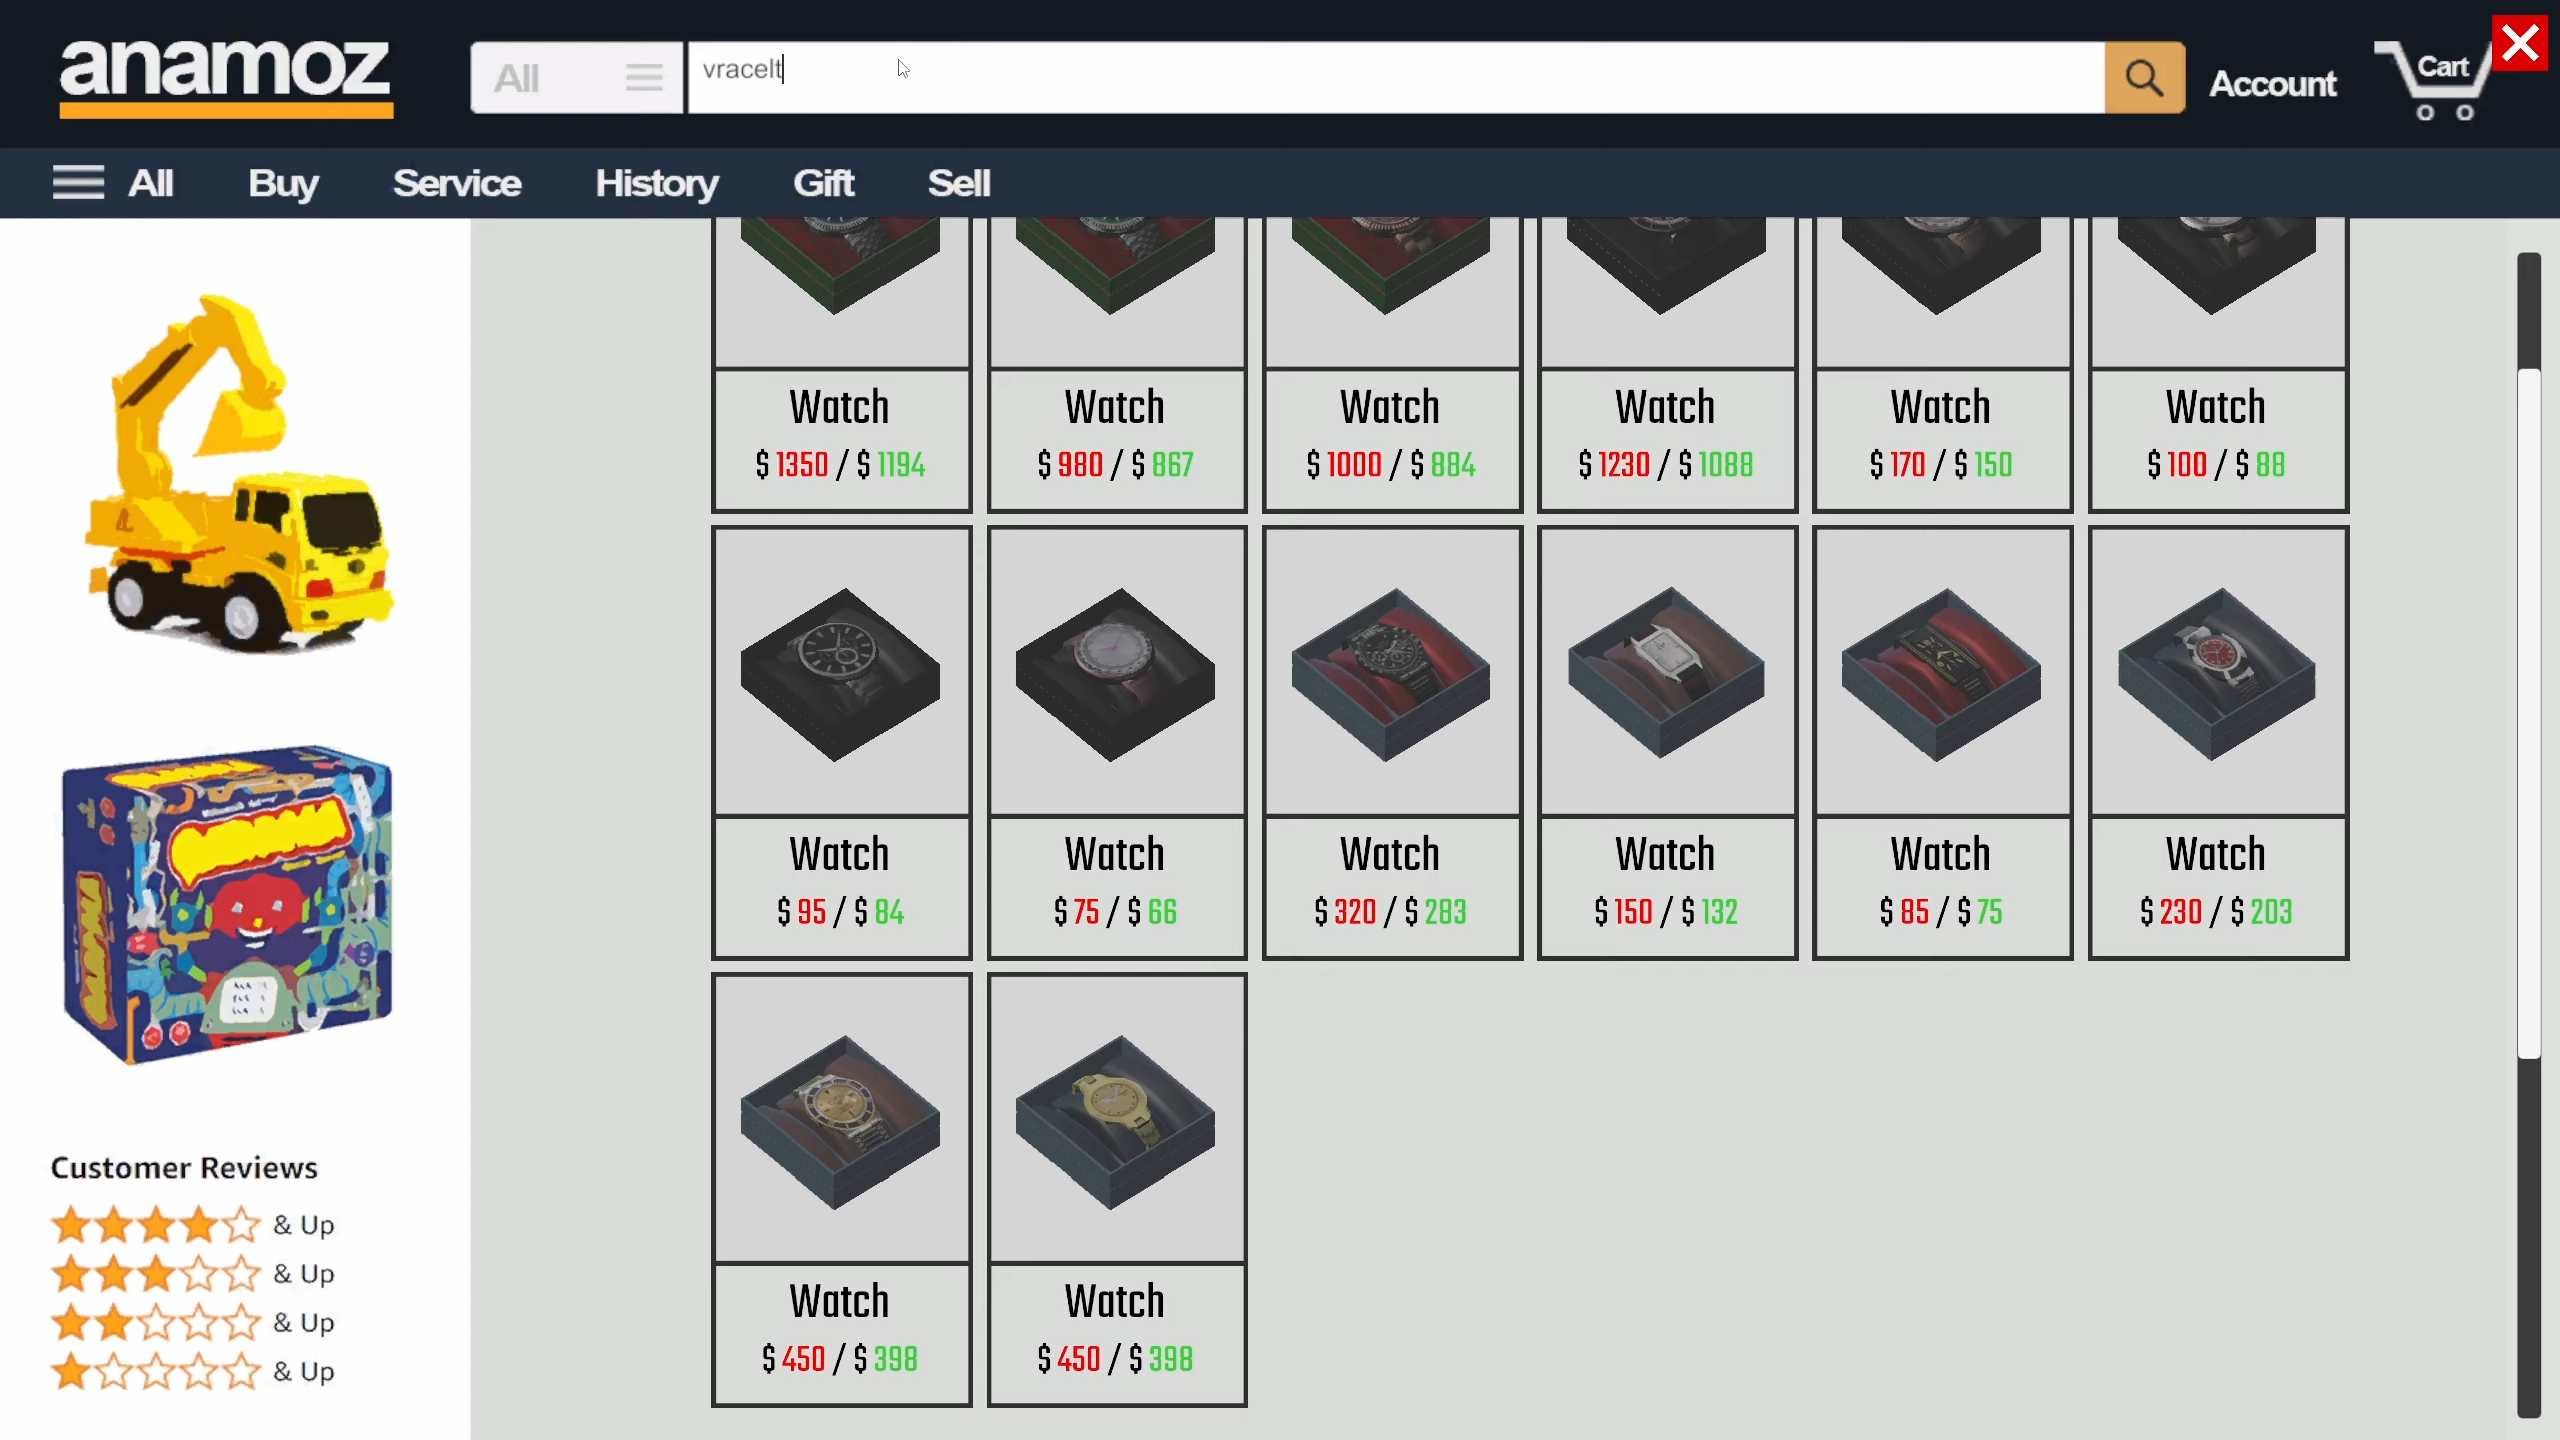 anamoz
All
vracelt
Account
Cart
All Buy Service History Gift Sell
Watch Watch Watch Watch Watch Watch
$ 1350 / $ 1194 $ 980 / $ 867 $ 1000 / $ 884 $ 1230 / $ 1088 $ 170 / $ 150 $ 100 / $ 88
Watch Watch Watch Watch Watch Watch
$ 95 / $ 84 $ 75 / $ 66 $ 320 / $ 283 $ 150 / $ 132 $ 85 / $ 75 $ 230 / $ 203
Watch Watch
$ 450 / $ 398 $ 450 / $ 398
Customer Reviews
& Up
& Up
& Up
& Up